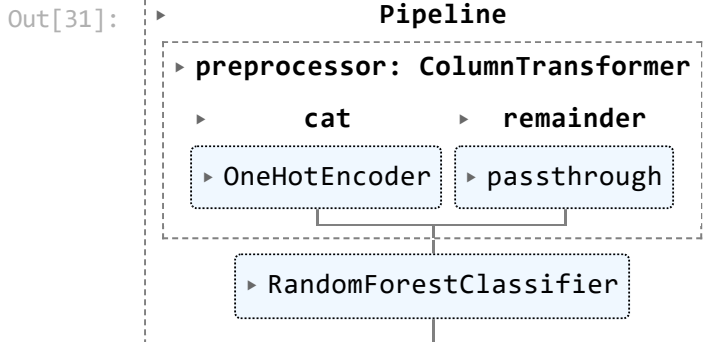 Out[31]:
Pipeline
preprocessor: ColumnTransformer
cat remainder
OneHotEncoder passthrough
RandomForestClassifier